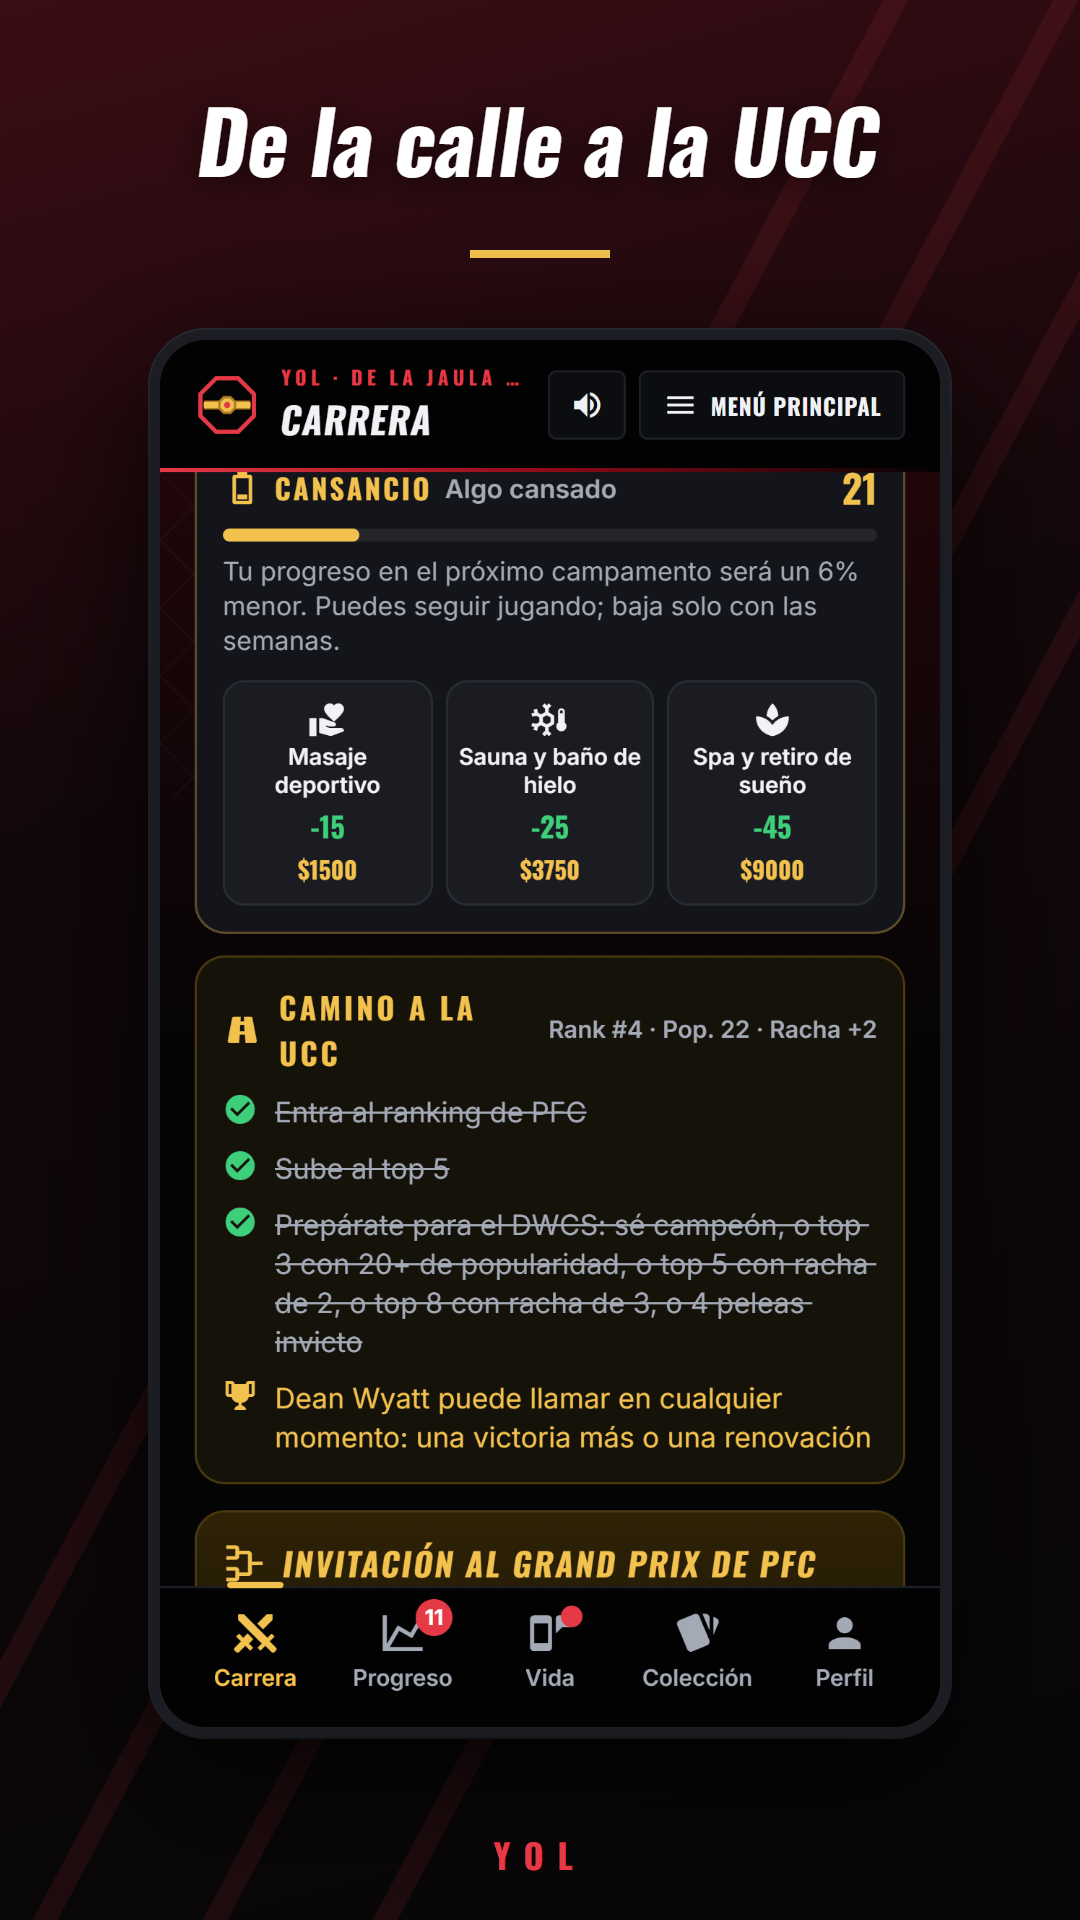 De la calle a la UCC
YOL · DE LA JAULA ...
CARRERA
MENÚ PRINCIPAL
CANSANCIO Algo cansado 21
Tu progreso en el próximo campamento será un 6%
menor. Puedes seguir jugando; baja solo con las
semanas.
Masaje
deportivo
-15
$1500
Sauna y baño de
hielo
-25
$3750
Spa y retiro de
sueño
-45
$9000
CAMINO A LA
UCC
Rank #4 · Pop. 22 · Racha +2
Entra al ranking de PFC
Sube al top 5
Prepárate para el DWCS: sé campeón, o top
3 con 20+ de popularidad, o top 5 con racha
de 2, o top 8 con racha de 3, o 4 peleas
invicto
Dean Wyatt puede llamar en cualquier
momento: una victoria más o una renovación
INVITACIÓN AL GRAND PRIX DE PFC
11
Carrera
Progreso
Vida
Colección
Perfil
YOL